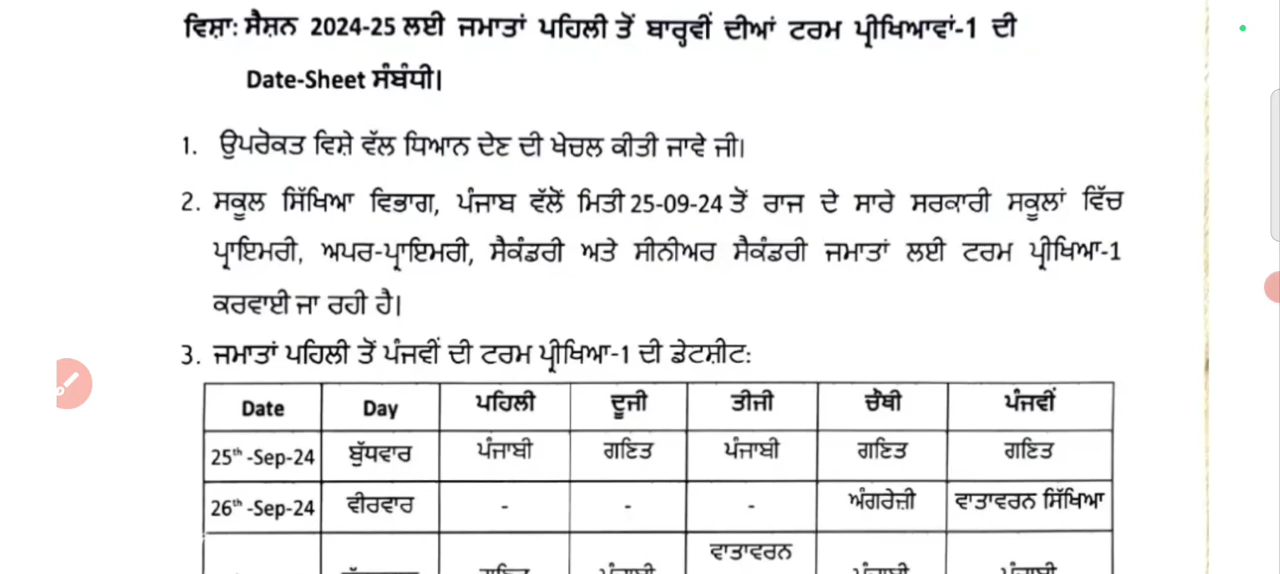 ਵਿਸ਼ਾ: ਸੈਸ਼ਨ 2024-25 ਲਈ ਜਮਾਤਾਂ ਪਹਿਲੀ ਤੋਂ ਬਾਰ੍ਹਵੀਂ ਦੀਆਂ ਟਰਮ ਪ੍ਰੀਖਿਆਵਾਂ-1 ਦੀ
Date-Sheet ਸੰਬੰਧੀ।
1. ਉਪਰੋਕਤ ਵਿਸ਼ੇ ਵੱਲ ਧਿਆਨ ਦੇਣ ਦੀ ਖੇਚਲ ਕੀਤੀ ਜਾਵੇ ਜੀ।
2. ਸਕੂਲ ਸਿੱਖਿਆ ਵਿਭਾਗ, ਪੰਜਾਬ ਵੱਲੋਂ ਮਿਤੀ 25-09-24 ਤੋਂ ਰਾਜ ਦੇ ਸਾਰੇ ਸਰਕਾਰੀ ਸਕੂਲਾਂ ਵਿੱਚ
ਪ੍ਰਾਇਮਰੀ, ਅਪਰ-ਪ੍ਰਾਇਮਰੀ, ਸੈਕੰਡਰੀ ਅਤੇ ਸੀਨੀਅਰ ਸੈਕੰਡਰੀ ਜਮਾਤਾਂ ਲਈ ਟਰਮ ਪ੍ਰੀਖਿਆ-1
ਕਰਵਾਈ ਜਾ ਰਹੀ ਹੈ।
3. ਜਮਾਤਾਂ ਪਹਿਲੀ ਤੋਂ ਪੰਜਵੀਂ ਦੀ ਟਰਮ ਪ੍ਰੀਖਿਆ-1 ਦੀ ਡੇਟਸ਼ੀਟ:
Date Day ਪਹਿਲੀ ਦੂਜੀ ਤੀਜੀ ਚੌਥੀ ਪੰਜਵੀਂ
25th -Sep-24 ਬੁੱਧਵਾਰ ਪੰਜਾਬੀ ਗਣਿਤ ਪੰਜਾਬੀ ਗਣਿਤ ਗਣਿਤ
26th -Sep-24 ਵੀਰਵਾਰ - - - ਅੰਗਰੇਜ਼ੀ ਵਾਤਾਵਰਨ ਸਿੱਖਿਆ
ਵਾਤਾਵਰਨ
ਗਣਿਤ ਪੰਜਾਬੀ ਪੰਜਾਬੀ ਪੰਜਾਬੀ